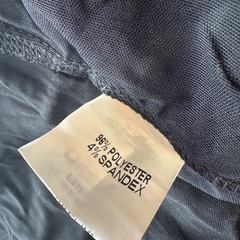 96% POLYESTER
4% SPANDEX